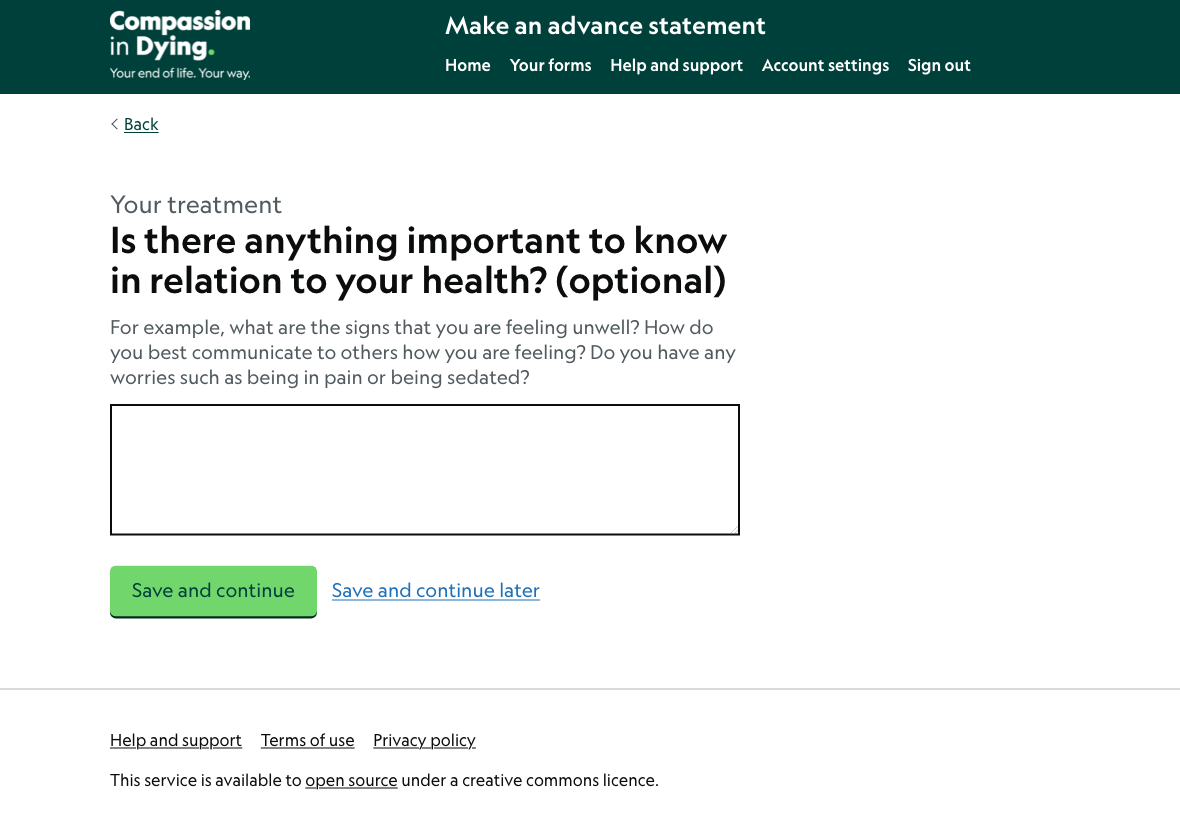 Compassion
in Dying.
Your end of life. Your way.
Make an advance statement
Home Your forms Help and support Account settings Sign out
Back
Your treatment
Is there anything important to know
in relation to your health? (optional)
For example, what are the signs that you are feeling unwell? How do
you best communicate to others how you are feeling? Do you have any
worries such as being in pain or being sedated?
Save and continue Save and continue later
Help and support Terms of use Privacy policy
This service is available to open source under a creative commons licence.